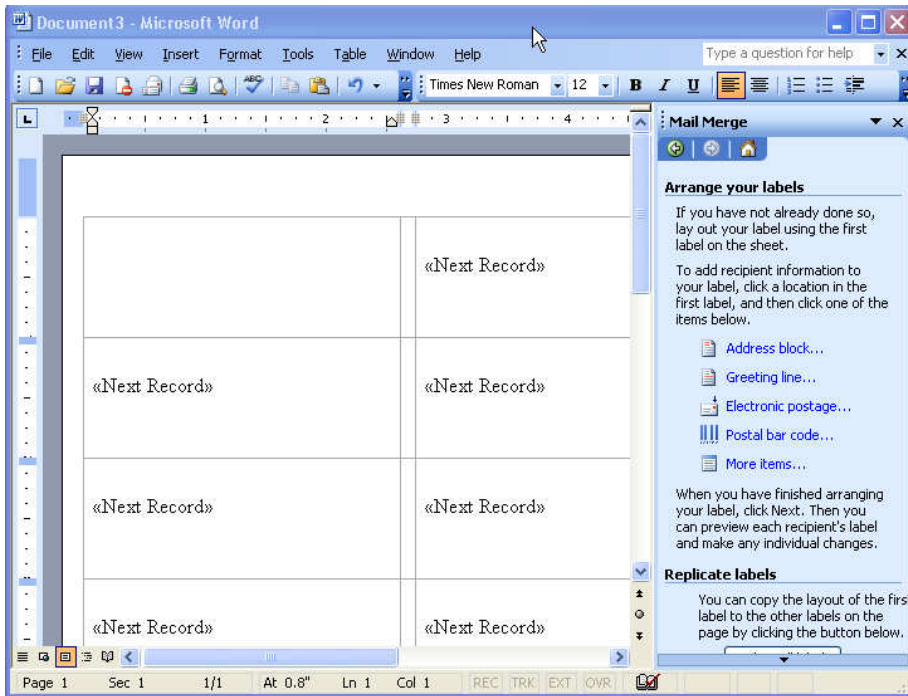 Document3 - Microsoft Word
File Edit View Insert Format Tools Table Window Help Type a question for help
Times New Roman 12 B I U
1 2 3 4
Mail Merge
Arrange your labels
If you have not already done so,
lay out your label using the first
label on the sheet.
To add recipient information to
your label, click a location in the
first label, and then click one of the
items below.
Address block...
Greeting line...
Electronic postage...
Postal bar code...
More items...
When you have finished arranging
your label, click Next. Then you
can preview each recipient's label
and make any individual changes.
Replicate labels
You can copy the layout of the firs
label to the other labels on the
page by clicking the button below.
«Next Record»
«Next Record» «Next Record»
«Next Record» «Next Record»
«Next Record» «Next Record»
Page 1 Sec 1 1/1 At 0.8" Ln 1 Col 1 REC TRK EXT OVR